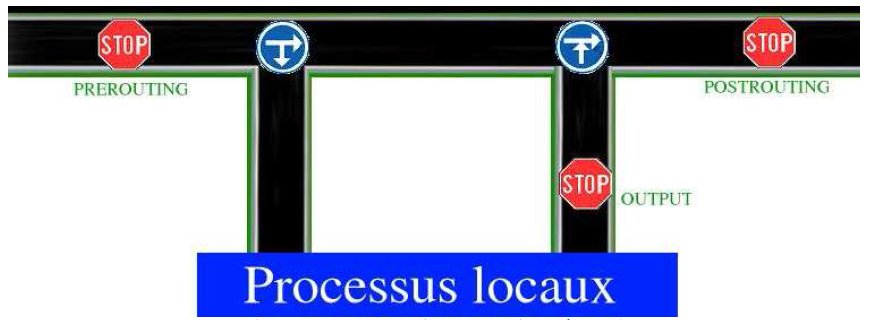 STOP
STOP
PREROUTING
POSTROUTING
STOP
OUTPUT
Processus locaux